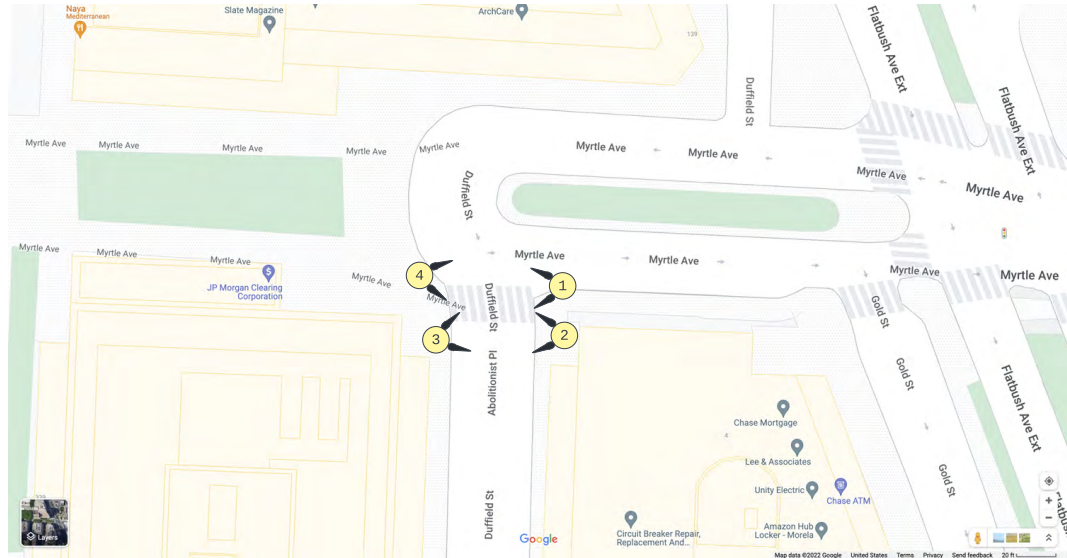 Naya
Mediterranean
Slate Magazine
ArchCare
139
Flatbush Ave Ext
Flatbush Ave Ext
Duffield St
Myrtle Ave
Myrtle Ave
Myrtle Ave
Myrtle Ave
Myrtle Ave
Myrtle Ave
Myrtle Ave
Myrtle Ave
Myrtle Ave
Duffield St
Myrtle Ave
Myrtle Ave
JP Morgan Clearing
Corporation
Myrtle Ave
Myrtle Ave
Myrtle Ave
Myrtle Ave
Myrtle Ave
Myrtle Ave
4
1
3
2
Duffield St
Abolitionist Pl
Duffield St
Gold St
Gold St
Gold St
Flatbush Ave Ext
Chase Mortgage
Lee & Associates
Unity Electric
Chase ATM
Amazon Hub
Locker - Morela
Circuit Breaker Repair,
Replacement And...
Layers
Google
Map data ©2022 Google United States Terms Privacy Send feedback 20 ft